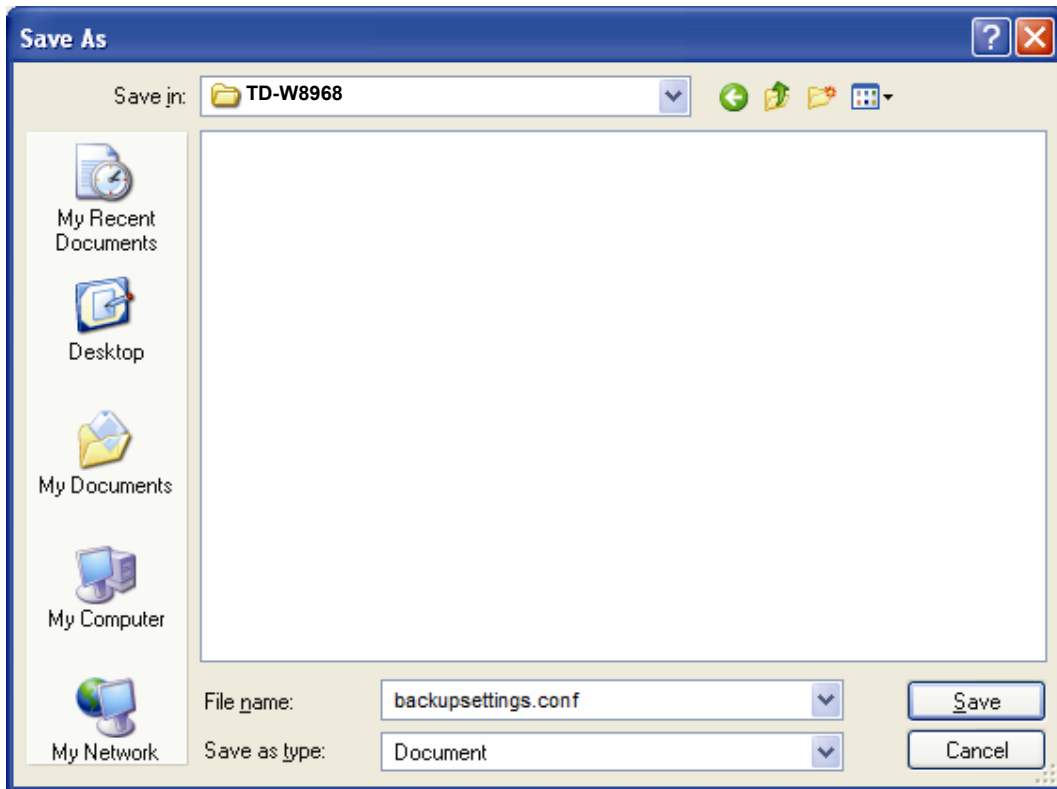 Save As
Save in:
TD-W8968
My Recent
Documents
Desktop
My Documents
My Computer
My Network
File name:
backupsettings.conf
Save
Save as type:
Document
Cancel